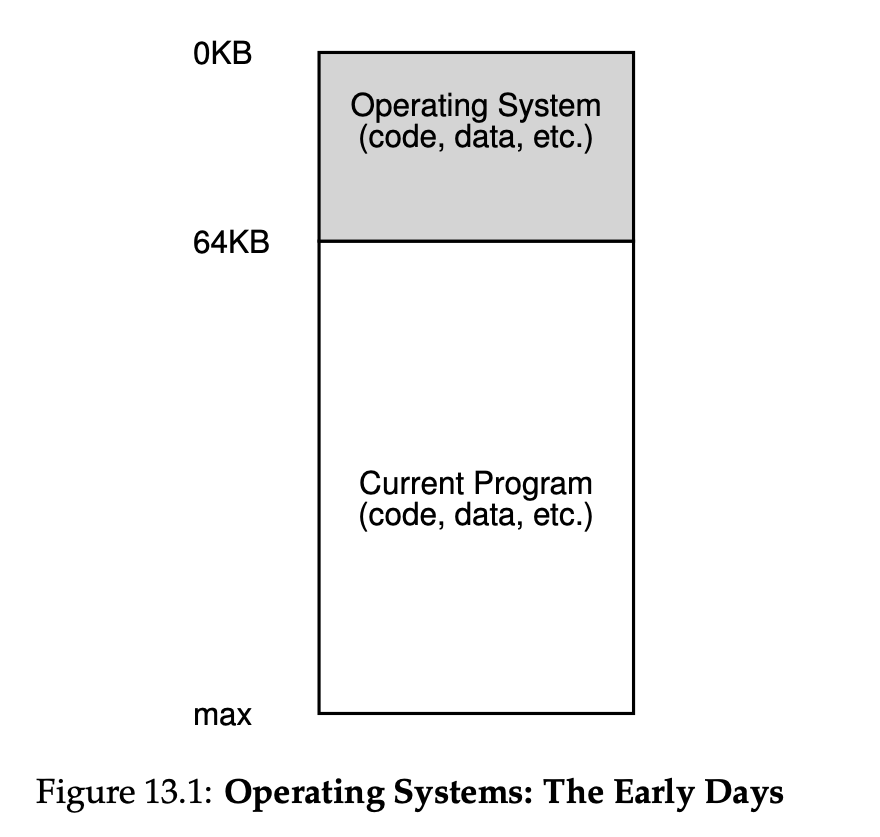 0KB
Operating System
(code, data, etc.)
64KB
Current Program
(code, data, etc.)
max
Figure 13.1: Operating Systems: The Early Days